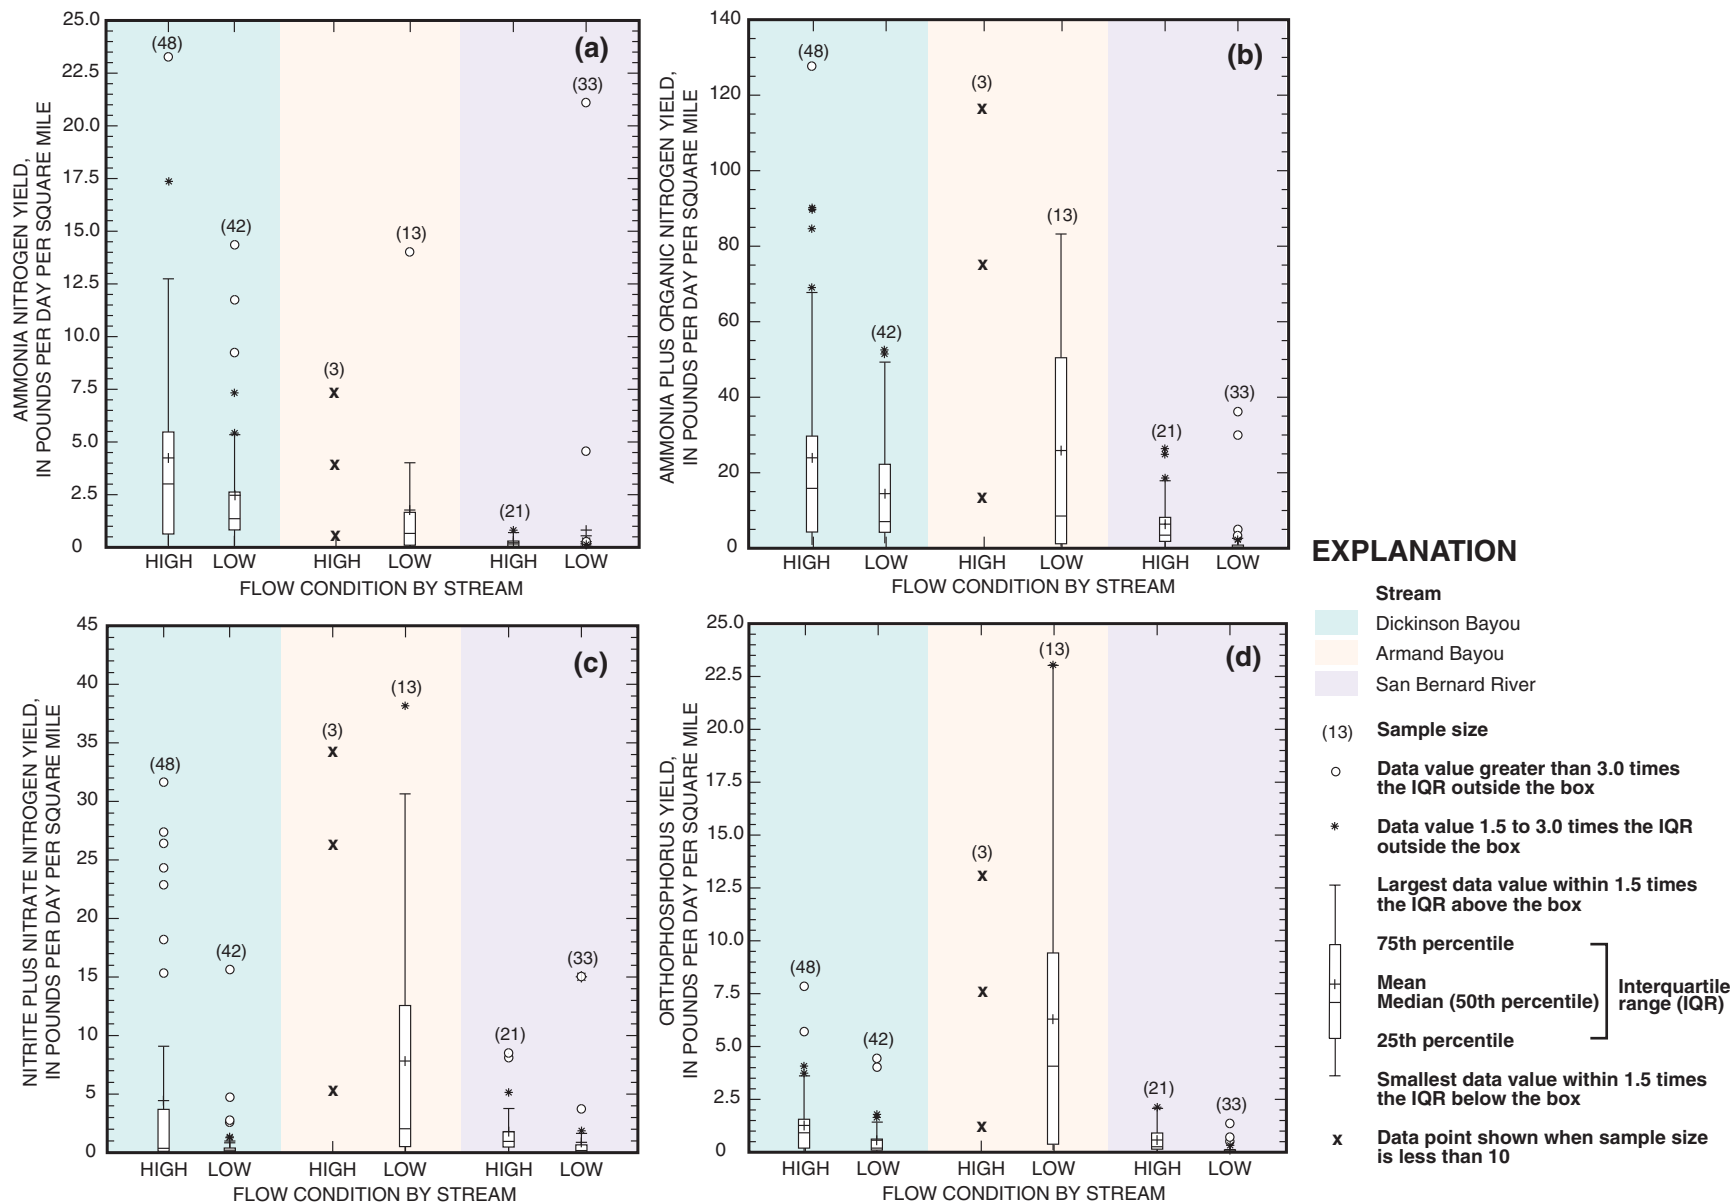 (a)
AMMONIA NITROGEN YIELD,
IN POUNDS PER DAY PER SQUARE MILE
25.0
22.5
20.0
17.5
15.0
12.5
10.0
7.5
5.0
2.5
0
(48)
(42)
(3)
(13)
(21)
(33)
HIGH LOW HIGH LOW HIGH LOW
FLOW CONDITION BY STREAM
(b)
AMMONIA PLUS ORGANIC NITROGEN YIELD,
IN POUNDS PER DAY PER SQUARE MILE
140
120
100
80
60
40
20
0
(48)
(42)
(3)
(13)
(21)
(33)
HIGH LOW HIGH LOW HIGH LOW
FLOW CONDITION BY STREAM
(c)
NITRITE PLUS NITRATE NITROGEN YIELD,
IN POUNDS PER DAY PER SQUARE MILE
45
40
35
30
25
20
15
10
5
0
(48)
(42)
(3)
(13)
(21)
(33)
HIGH LOW HIGH LOW HIGH LOW
FLOW CONDITION BY STREAM
(d)
ORTHOPHOSPHORUS YIELD,
IN POUNDS PER DAY PER SQUARE MILE
25.0
22.5
20.0
17.5
15.0
12.5
10.0
7.5
5.0
2.5
0
(48)
(42)
(3)
(13)
(21)
(33)
HIGH LOW HIGH LOW HIGH LOW
FLOW CONDITION BY STREAM
EXPLANATION
Stream
Dickinson Bayou
Armand Bayou
San Bernard River
(13) Sample size
Data value greater than 3.0 times
the IQR outside the box
Data value 1.5 to 3.0 times the IQR
outside the box
Largest data value within 1.5 times
the IQR above the box
75th percentile
Mean
Median (50th percentile)
25th percentile
Interquartile
range (IQR)
Smallest data value within 1.5 times
the IQR below the box
x Data point shown when sample size
is less than 10